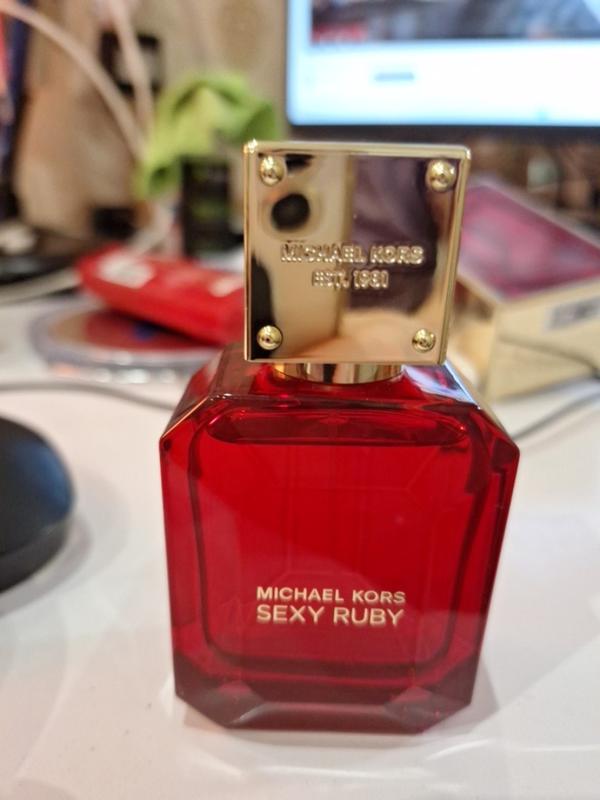 MICHAEL KORS
EST. 1981
MICHAEL KORS
SEXY RUBY